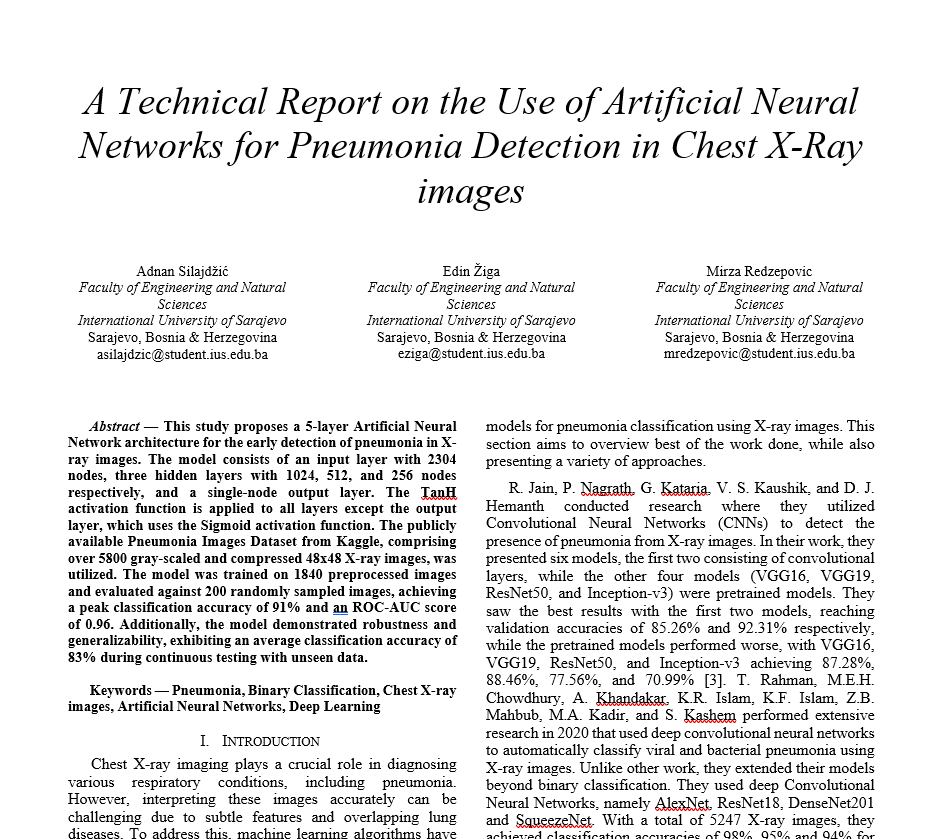 A Technical Report on the Use of Artificial Neural
Networks for Pneumonia Detection in Chest X-Ray
images
Adnan Silajdžić
Faculty of Engineering and Natural
Sciences
International University of Sarajevo
Sarajevo, Bosnia & Herzegovina
asilajdzic@student.ius.edu.ba
Edin Žiga
Faculty of Engineering and Natural
Sciences
International University of Sarajevo
Sarajevo, Bosnia & Herzegovina
eziga@student.ius.edu.ba
Mirza Redzepovic
Faculty of Engineering and Natural
Sciences
International University of Sarajevo
Sarajevo, Bosnia & Herzegovina
mredzepovic@student.ius.edu.ba
Abstract — This study proposes a 5-layer Artificial Neural
Network architecture for the early detection of pneumonia in X-
ray images. The model consists of an input layer with 2304
nodes, three hidden layers with 1024, 512, and 256 nodes
respectively, and a single-node output layer. The TanH
activation function is applied to all layers except the output
layer, which uses the Sigmoid activation function. The publicly
available Pneumonia Images Dataset from Kaggle, comprising
over 5800 gray-scaled and compressed 48x48 X-ray images, was
utilized. The model was trained on 1840 preprocessed images
and evaluated against 200 randomly sampled images, achieving
a peak classification accuracy of 91% and an ROC-AUC score
of 0.96. Additionally, the model demonstrated robustness and
generalizability, exhibiting an average classification accuracy of
83% during continuous testing with unseen data.
Keywords — Pneumonia, Binary Classification, Chest X-ray
images, Artificial Neural Networks, Deep Learning
I. INTRODUCTION
Chest X-ray imaging plays a crucial role in diagnosing
various respiratory conditions, including pneumonia.
However, interpreting these images accurately can be
challenging due to subtle features and overlapping lung
diseases. To address this, machine learning algorithms have
models for pneumonia classification using X-ray images. This
section aims to overview best of the work done, while also
presenting a variety of approaches.
R. Jain, P. Nagrath, G. Kataria, V. S. Kaushik, and D. J.
Hemanth conducted research where they utilized
Convolutional Neural Networks (CNNs) to detect the
presence of pneumonia from X-ray images. In their work, they
presented six models, the first two consisting of convolutional
layers, while the other four models (VGG16, VGG19,
ResNet50, and Inception-v3) were pretrained models. They
saw the best results with the first two models, reaching
validation accuracies of 85.26% and 92.31% respectively,
while the pretrained models performed worse, with VGG16,
VGG19, ResNet50, and Inception-v3 achieving 87.28%,
88.46%, 77.56%, and 70.99% [3]. T. Rahman, M.E.H.
Chowdhury, A. Khandakar, K.R. Islam, K.F. Islam, Z.B.
Mahbub, M.A. Kadir, and S. Kashem performed extensive
research in 2020 that used deep convolutional neural networks
to automatically classify viral and bacterial pneumonia using
X-ray images. Unlike other work, they extended their models
beyond binary classification. They used deep Convolutional
Neural Networks, namely AlexNet, ResNet18, DenseNet201
and SqueezeNet. With a total of 5247 X-ray images, they
achieved classification accuracies of 98%, 95% and 94% for